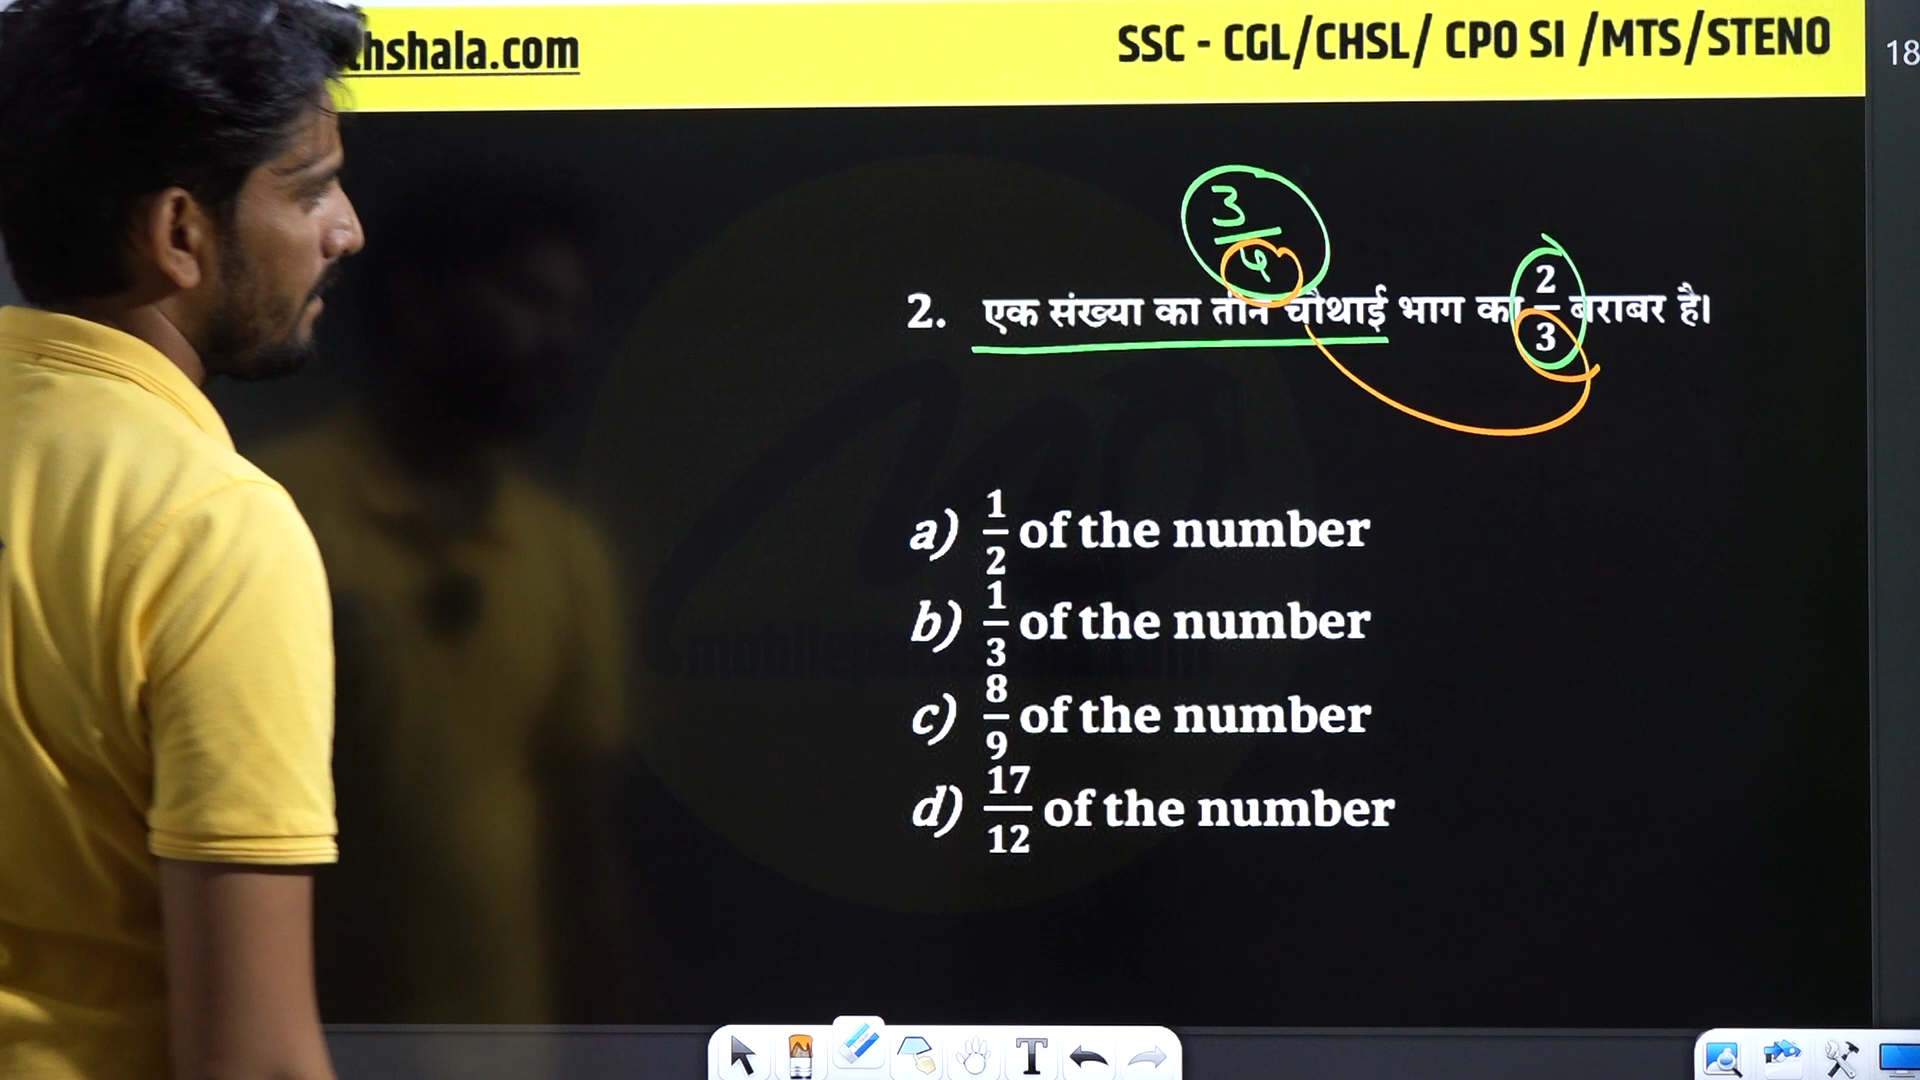 hshala.com
SSC - CGL/CHSL/ CPO SI /MTS/STENO
18
3/4
2. एक संख्या का तीन चौथाई भाग का 2/3 बराबर है।
a) 1/2 of the number
b) 1/3 of the number
c) 8/9 of the number
d) 17/12 of the number
T